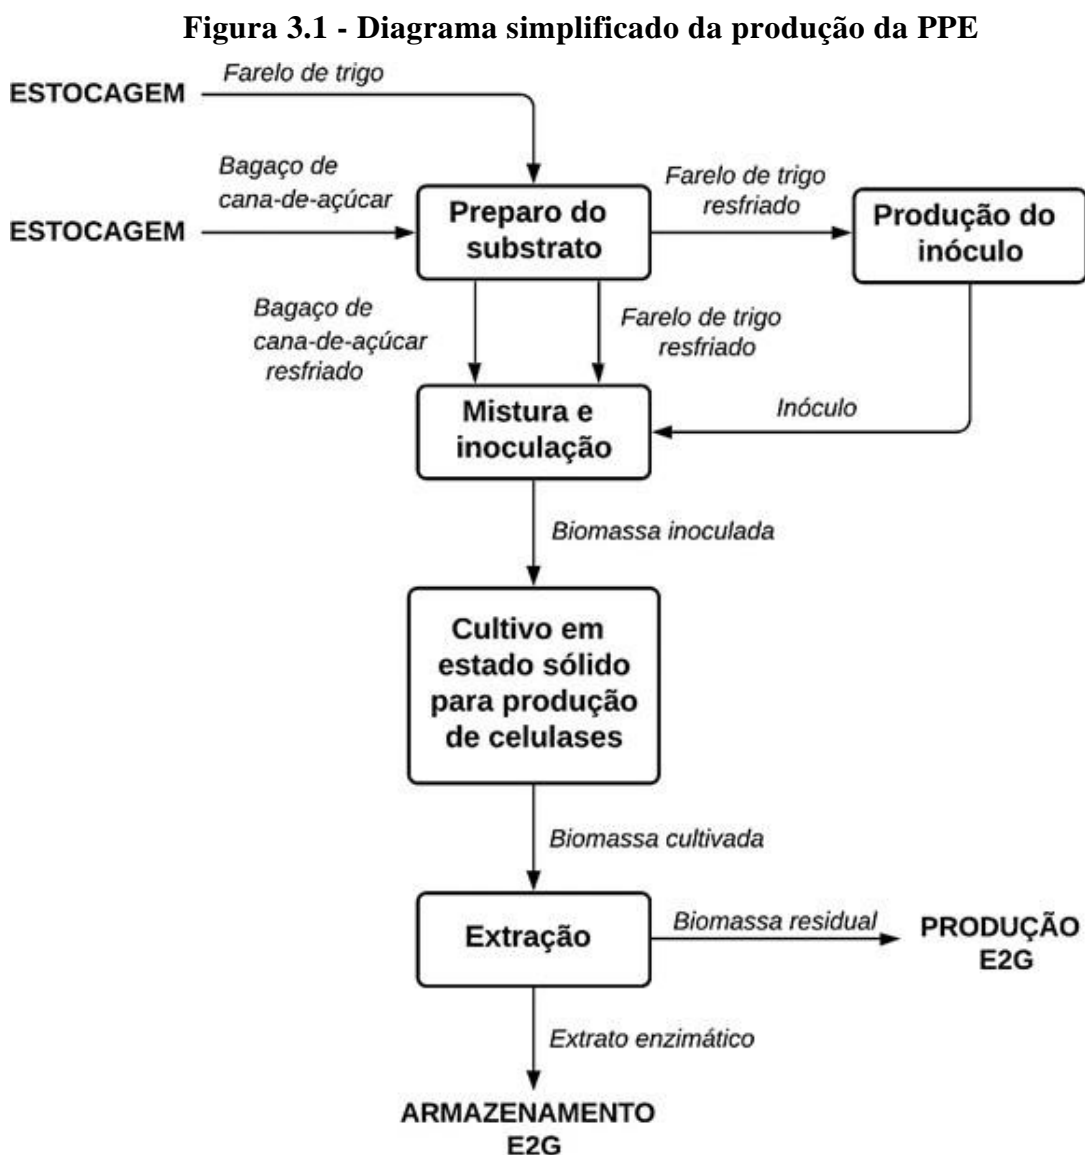 Figura 3.1 - Diagrama simplificado da produção da PPE
Farelo de trigo
ESTOCAGEM
Bagaço de
cana-de-açúcar
ESTOCAGEM
Preparo do
substrato
Farelo de trigo
resfriado
Produção do
inóculo
Bagaço de
cana-de-açúcar
resfriado
Farelo de trigo
resfriado
Mistura e
inoculação
Inóculo
Biomassa inoculada
Cultivo em
estado sólido
para produção
de celulases
Biomassa cultivada
Extração
Biomassa residual
PRODUÇÃO
E2G
Extrato enzimático
ARMAZENAMENTO
E2G